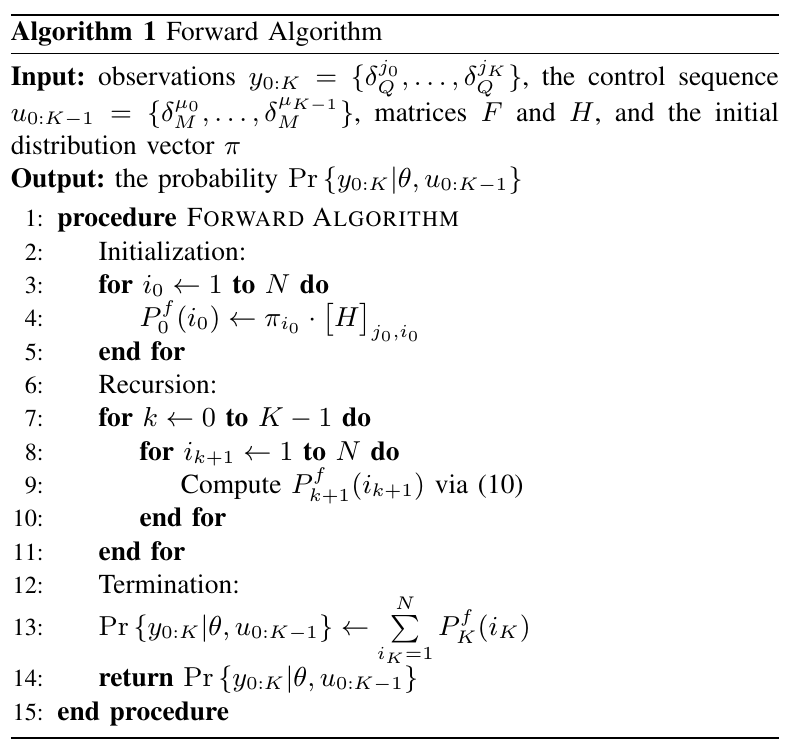 Algorithm 1 Forward Algorithm
Input: observations $y_{0:K} = \{\delta_Q^{j_0}, \ldots, \delta_Q^{j_K}\}$, the control sequence
$u_{0:K-1} = \{\delta_M^{\mu_0}, \ldots, \delta_M^{\mu_{K-1}}\}$, matrices $F$ and $H$, and the initial
distribution vector $\pi$
Output: the probability $\Pr\{y_{0:K}|\theta, u_{0:K-1}\}$
1: procedure FORWARD ALGORITHM
2: Initialization:
3: for $i_0 \leftarrow 1$ to $N$ do
4: $P_0^f(i_0) \leftarrow \pi_{i_0} \cdot [H]_{j_0,i_0}$
5: end for
6: Recursion:
7: for $k \leftarrow 0$ to $K-1$ do
8: for $i_{k+1} \leftarrow 1$ to $N$ do
9: Compute $P_{k+1}^f(i_{k+1})$ via (10)
10: end for
11: end for
12: Termination:
13: $\Pr\{y_{0:K}|\theta, u_{0:K-1}\} \leftarrow \sum_{i_K=1}^{N} P_K^f(i_K)$
14: return $\Pr\{y_{0:K}|\theta, u_{0:K-1}\}$
15: end procedure